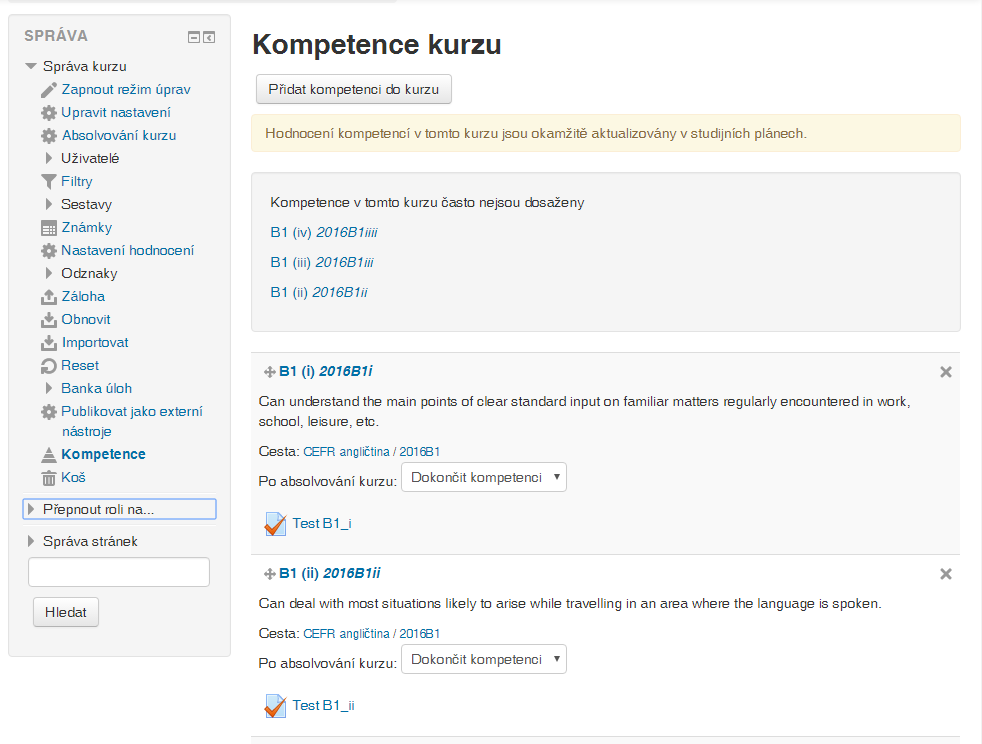 SPRÁVA
Správa kurzu
Zapnout režim úprav
Upravit nastavení
Absolvování kurzu
Uživatelé
Filtry
Sestavy
Známky
Nastavení hodnocení
Odznaky
Záloha
Obnovit
Importovat
Reset
Banka úloh
Publikovat jako externí
nástroje
Kompetence
Koš
Přepnout roli na...
Správa stránek
Hledat
Kompetence kurzu
Přidat kompetenci do kurzu
Hodnocení kompetencí v tomto kurzu jsou okamžitě aktualizovány v studijních plánech.
Kompetence v tomto kurzu často nejsou dosaženy
B1 (iv) 2016B1iiii
B1 (iii) 2016B1iii
B1 (ii) 2016B1ii
B1 (i) 2016B1i
Can understand the main points of clear standard input on familiar matters regularly encountered in work,
school, leisure, etc.
Cesta: CEFR angličtina / 2016B1
Po absolvování kurzu: Dokončit kompetenci
Test B1_i
B1 (ii) 2016B1ii
Can deal with most situations likely to arise while travelling in an area where the language is spoken.
Cesta: CEFR angličtina / 2016B1
Po absolvování kurzu: Dokončit kompetenci
Test B1_ii